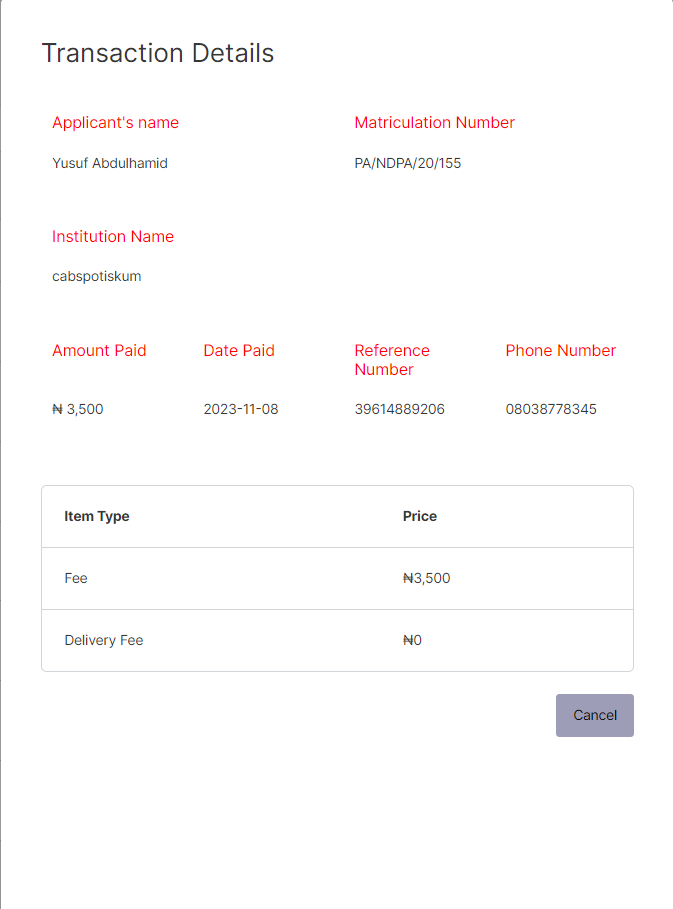 Transaction Details
Applicant's name
Matriculation Number
Yusuf Abdulhamid
PA/NDPA/20/155
Institution Name
cabspotiskum
Amount Paid
Date Paid
Reference
Number
Phone Number
₦ 3,500
2023-11-08
39614889206
08038778345
Item Type
Price
Fee
₦3,500
Delivery Fee
₦0
Cancel